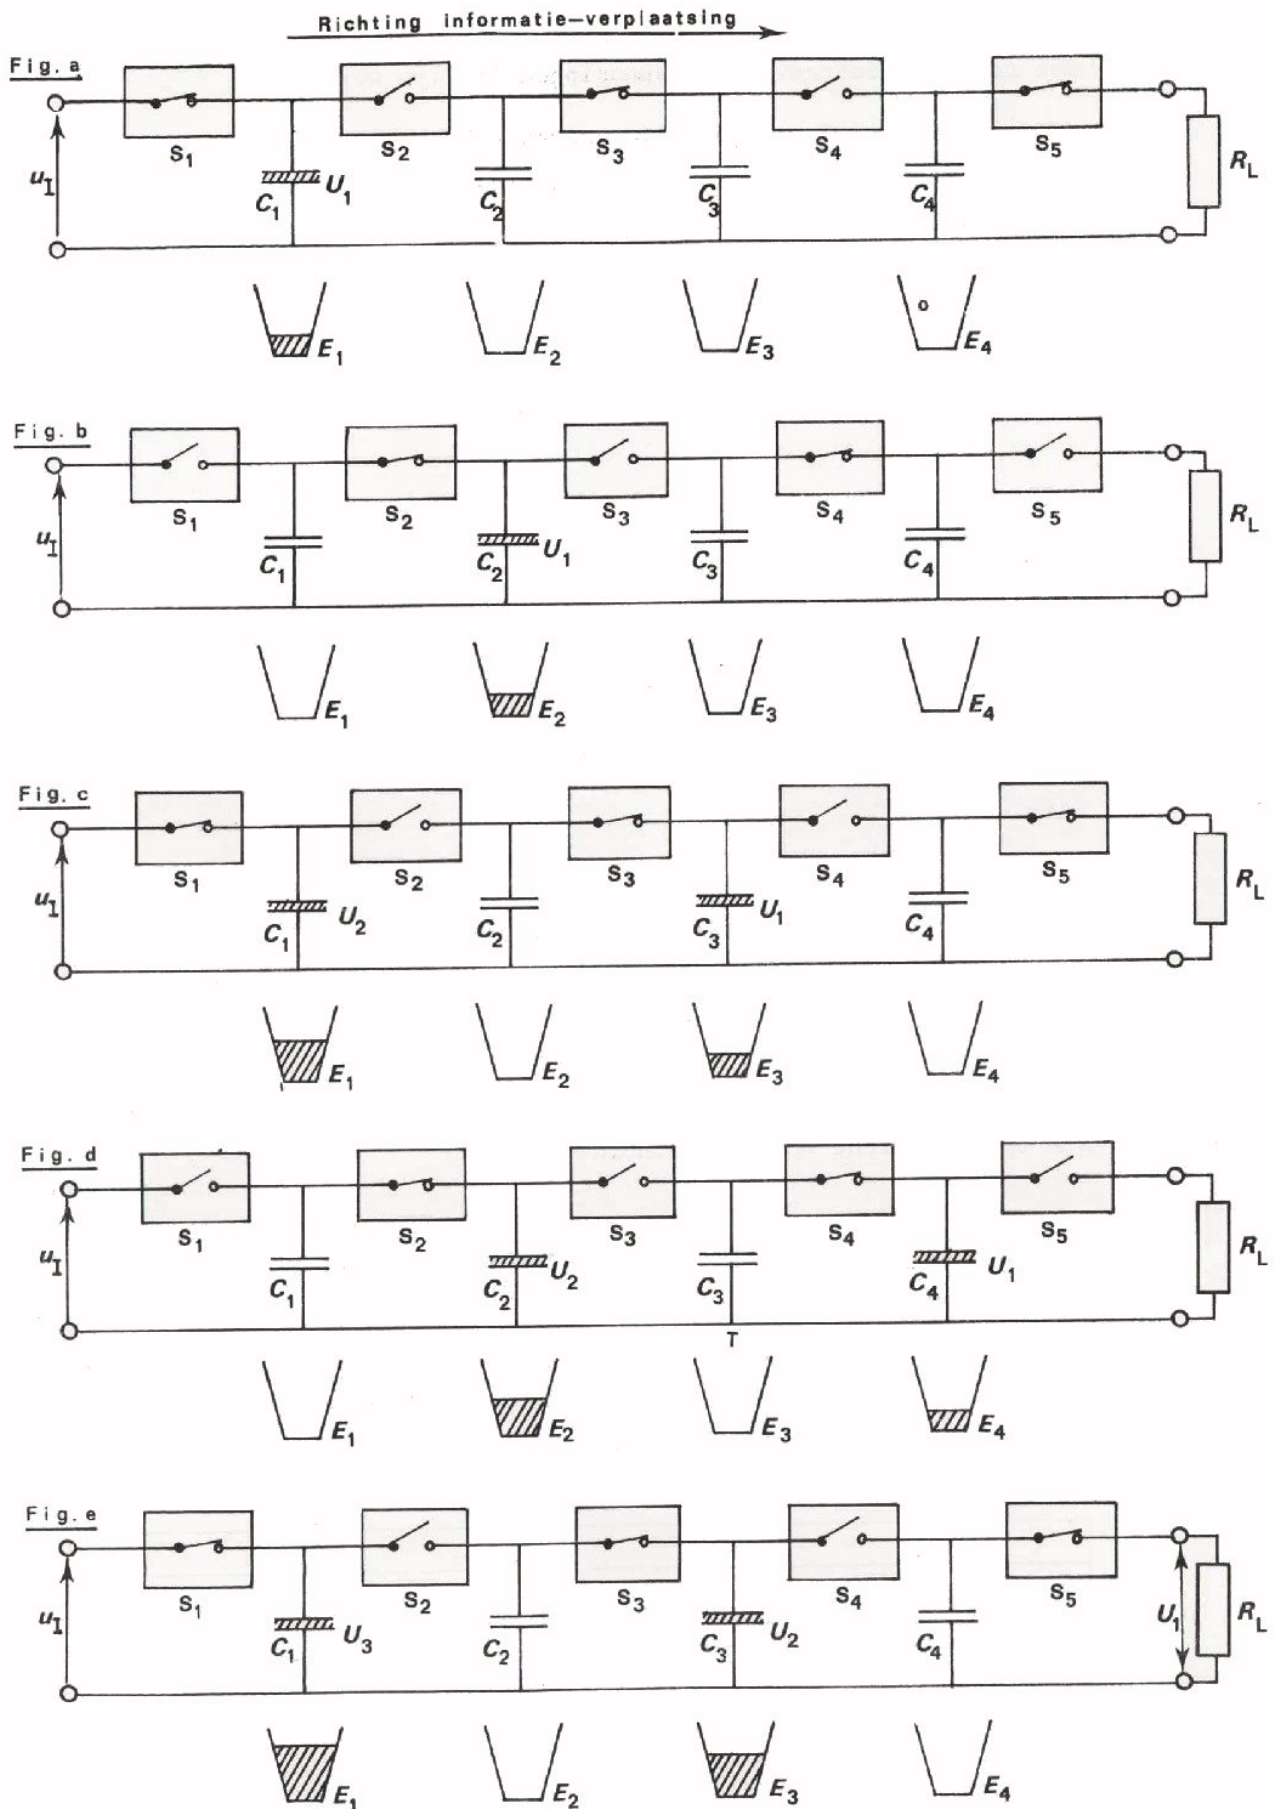 Richting informatie—verplaatsing
Fig. a
S1 S2 S3 S4 S5
uI C1 U1 C2 C3 C4 RL
E1 E2 E3 E4
Fig. b
S1 S2 S3 S4 S5
uI C1 C2 U1 C3 C4 RL
E1 E2 E3 E4
Fig. c
S1 S2 S3 S4 S5
uI C1 U2 C2 C3 U1 C4 RL
E1 E2 E3 E4
Fig. d
S1 S2 S3 S4 S5
uI C1 C2 U2 C3 C4 U1 RL
T
E1 E2 E3 E4
Fig. e
S1 S2 S3 S4 S5
uI C1 U3 C2 C3 U2 C4 U1 RL
E1 E2 E3 E4